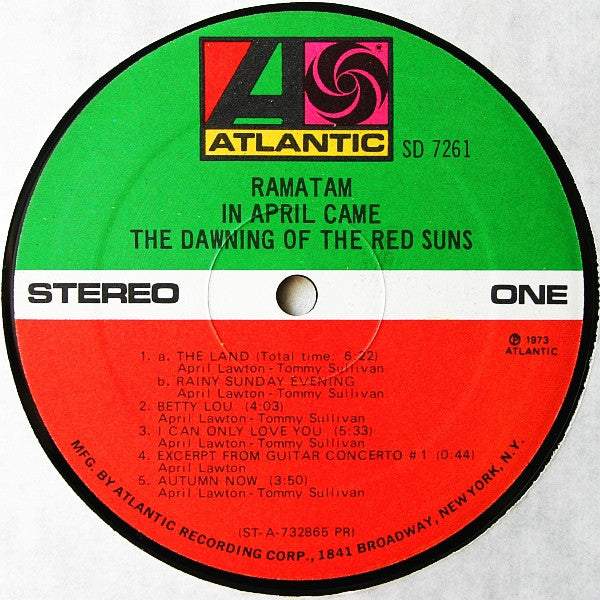 ATLANTIC
SD 7261
RAMATAM
IN APRIL CAME
THE DAWNING OF THE RED SUNS
STEREO
ONE
℗ 1973
ATLANTIC
1. a. THE LAND (Total time: 6:22)
April Lawton - Tommy Sullivan
b. RAINY SUNDAY EVENING
April Lawton - Tommy Sullivan
2. BETTY LOU (4:03)
April Lawton - Tommy Sullivan
3. I CAN ONLY LOVE YOU (5:33)
April Lawton - Tommy Sullivan
4. EXCERPT FROM GUITAR CONCERTO #1 (0:44)
April Lawton
5. AUTUMN NOW (3:50)
April Lawton - Tommy Sullivan
(ST-A-732865 PR)
MFG. BY ATLANTIC RECORDING CORP., 1841 BROADWAY, NEW YORK, N.Y.